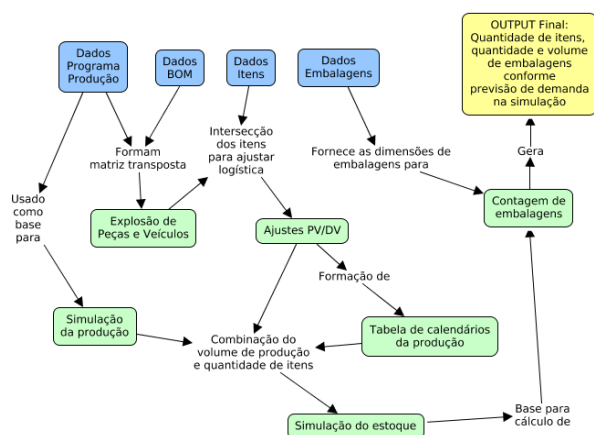 OUTPUT Final:
Quantidade de itens,
quantidade e volume
de embalagens
conforme
previsão de demanda
na simulação
Dados
Programa
Produção
Dados
BOM
Dados
Itens
Dados
Embalagens
Intersecção
dos itens
para ajustar
logística
Formam
matriz transposta
Fornece as dimensões de
embalagens para
Gera
Usado
como
base
para
Explosão de
Peças e Veículos
Ajustes PV/DV
Contagem de
embalagens
Formação de
Simulação
da produção
Combinação do
volume de produção
e quantidade de itens
Tabela de calendários
da produção
Simulação do estoque
Base para
cálculo de